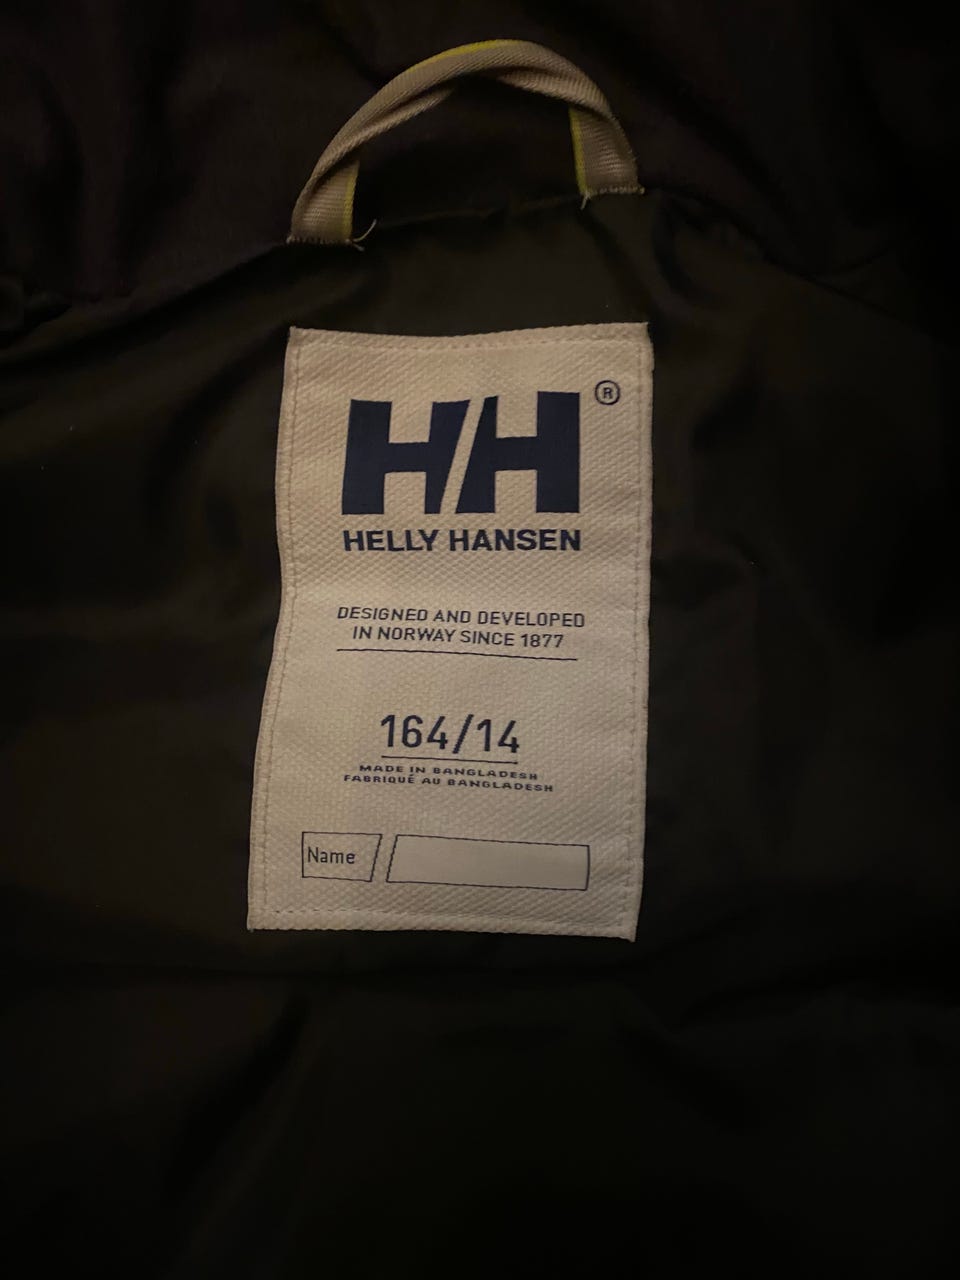 HH®
HELLY HANSEN
DESIGNED AND DEVELOPED
IN NORWAY SINCE 1877
164/14
MADE IN BANGLADESH
FABRIQUÉ AU BANGLADESH
Name